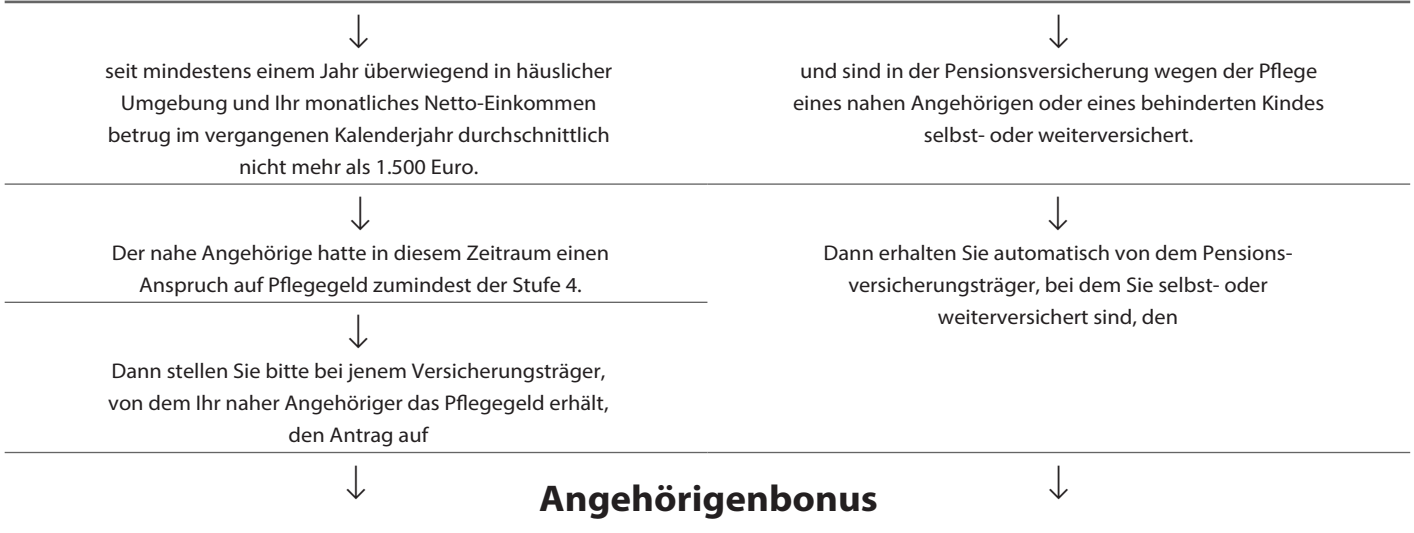 seit mindestens einem Jahr überwiegend in häuslicher
Umgebung und Ihr monatliches Netto-Einkommen
betrug im vergangenen Kalenderjahr durchschnittlich
nicht mehr als 1.500 Euro.
Der nahe Angehörige hatte in diesem Zeitraum einen
Anspruch auf Pflegegeld zumindest der Stufe 4.
Dann stellen Sie bitte bei jenem Versicherungsträger,
von dem Ihr naher Angehöriger das Pflegegeld erhält,
den Antrag auf
und sind in der Pensionsversicherung wegen der Pflege
eines nahen Angehörigen oder eines behinderten Kindes
selbst- oder weiterversichert.
Dann erhalten Sie automatisch von dem Pensions-
versicherungsträger, bei dem Sie selbst- oder
weiterversichert sind, den
Angehörigenbonus